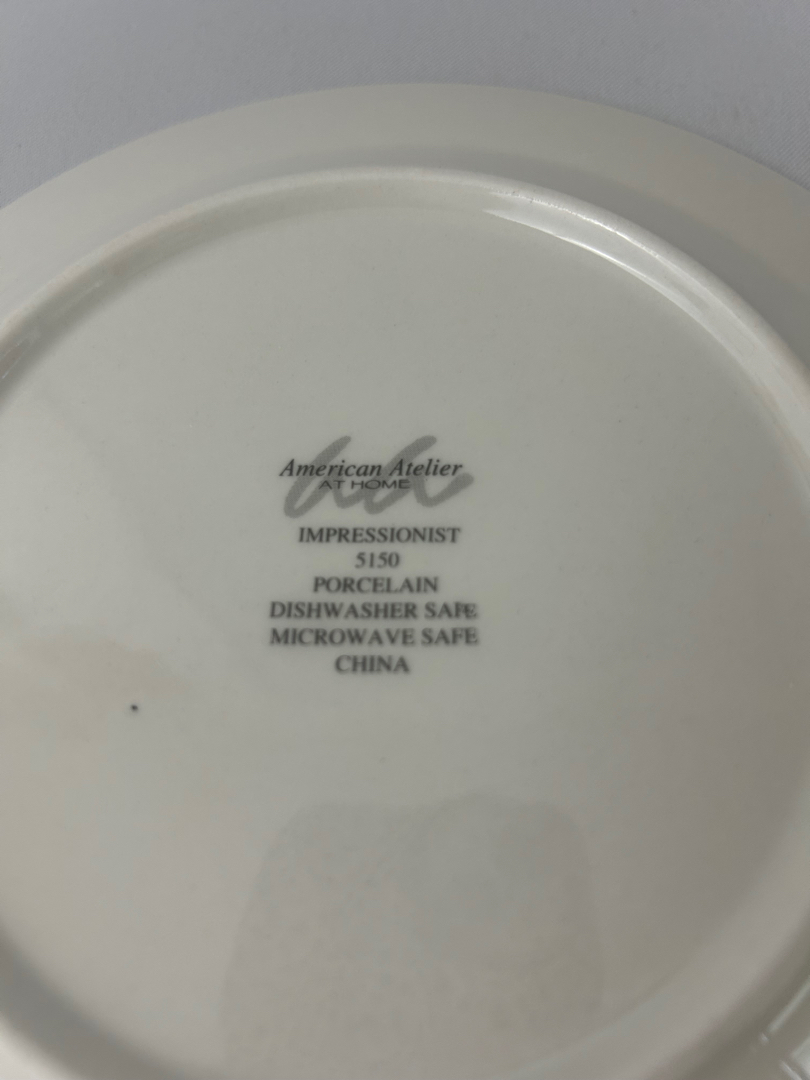 American Atelier
AT HOME
IMPRESSIONIST
5150
PORCELAIN
DISHWASHER SAFE
MICROWAVE SAFE
CHINA